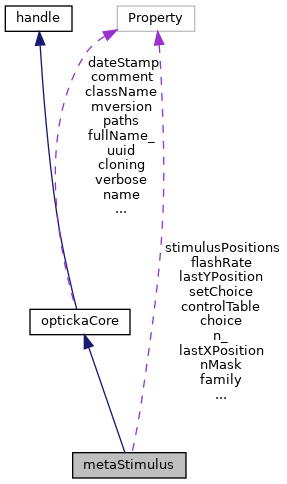 handle
Property
dateStamp
comment
className
mversion
paths
fullName_
uuid
cloning
verbose
name
...
stimulusPositions
flashRate
lastYPosition
setChoice
controlTable
choice
n_
lastXPosition
nMask
family
...
optickaCore
metaStimulus